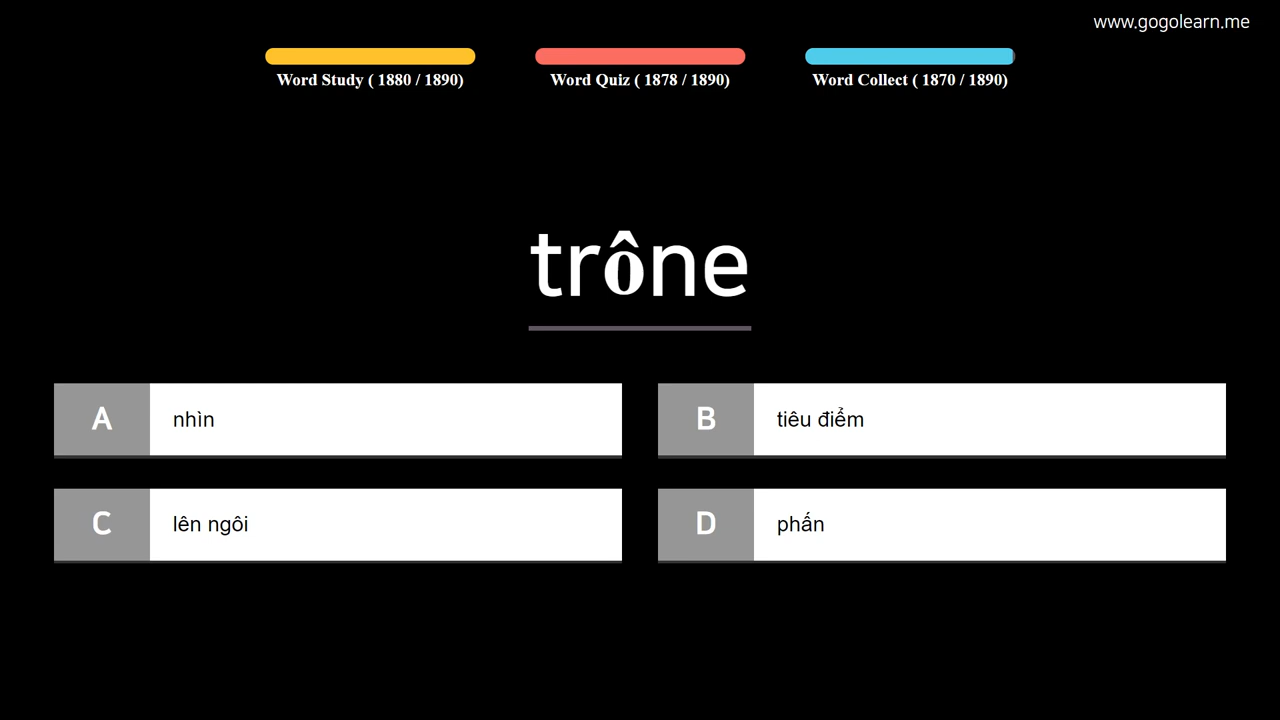 www.gogolearn.me
Word Study ( 1880 / 1890)
Word Quiz ( 1878 / 1890)
Word Collect ( 1870 / 1890)
trône
A nhìn
B tiêu điểm
C lên ngôi
D phấn